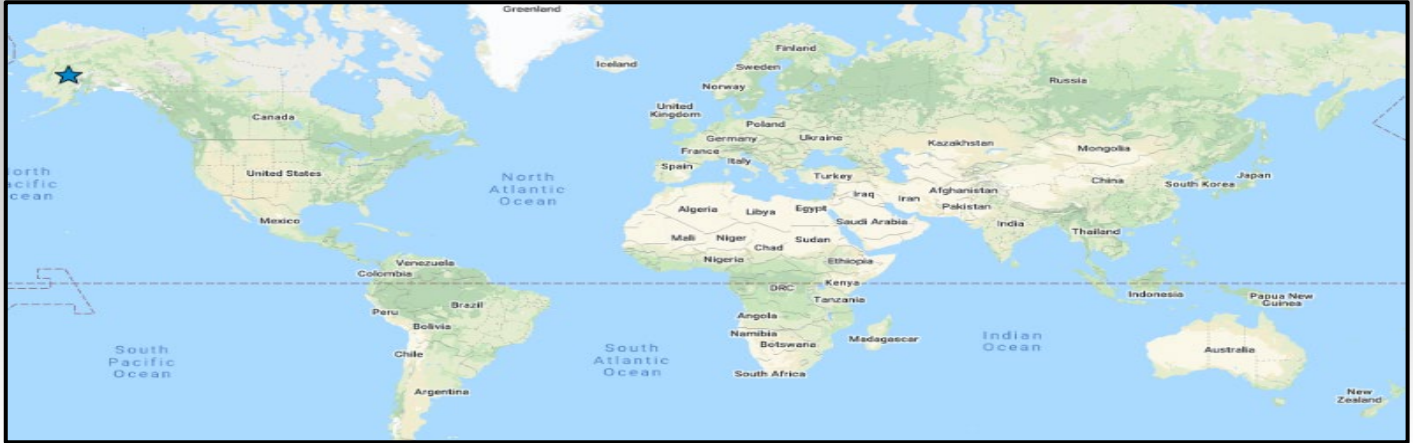 Greenland
Iceland
Finland
Sweden
Norway
Russia
United
Kingdom
Canada
Poland
Germany
Ukraine
Kazakhstan
France
Mongolia
Spain
Italy
United States
North
Atlantic
Ocean
orth
acific
cean
Turkey
China
South Korea
Japan
Iraq
Iran
Afghanistan
Pakistan
Mexico
Algeria
Libya
Egypt
Saudi Arabia
India
Mali
Niger
Chad
Sudan
Thailand
Venezuela
Nigeria
Ethiopia
Colombia
DRC
Kenya
Indonesia
Papua New
Guinea
Peru
Brazil
Tanzania
Angola
Bolivia
Namibia
Botswana
Madagascar
Indian
Ocean
South
Pacific
Ocean
Chile
South
Atlantic
Ocean
Australia
South Africa
Argentina
New
Zealand